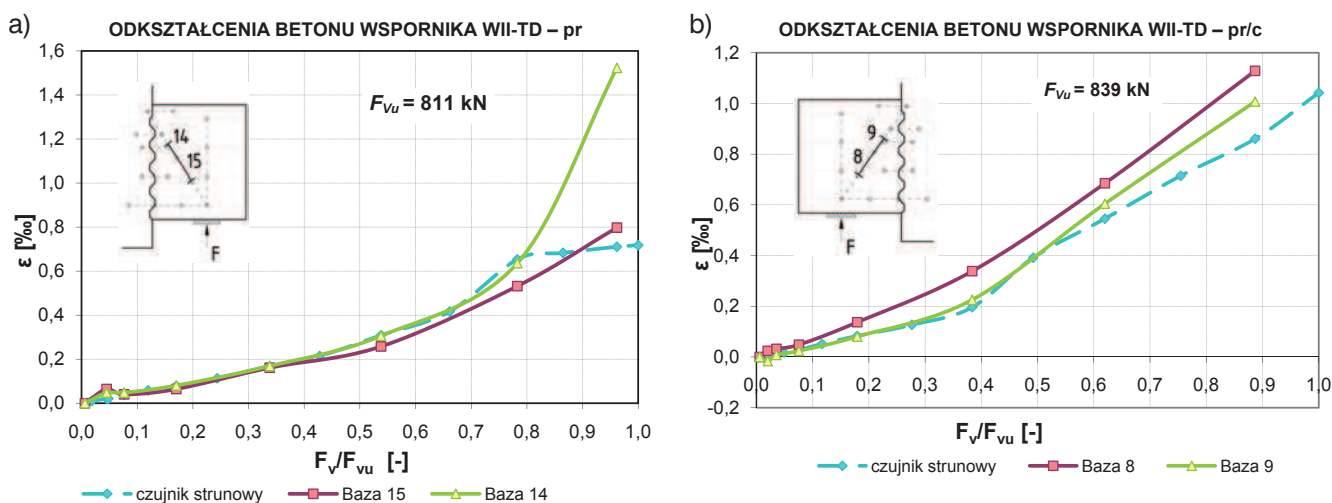 a)
ODKSZTAŁCENIA BETONU WSPORNIKA WII-TD – pr
1,6
1,4
1,2
1,0
0,8
0,6
0,4
0,2
0,0
ε [‰]
F_Vu = 811 kN
14
15
F
0,0 0,1 0,2 0,3 0,4 0,5 0,6 0,7 0,8 0,9 1,0
F_v/F_vu [-]
czujnik strunowy Baza 15 Baza 14
b)
ODKSZTAŁCENIA BETONU WSPORNIKA WII-TD – pr/c
1,2
1,0
0,8
0,6
0,4
0,2
0,0
-0,2
ε [‰]
F_Vu = 839 kN
9
8
F
0,0 0,1 0,2 0,3 0,4 0,5 0,6 0,7 0,8 0,9 1,0
F_v/F_vu [-]
czujnik strunowy Baza 8 Baza 9